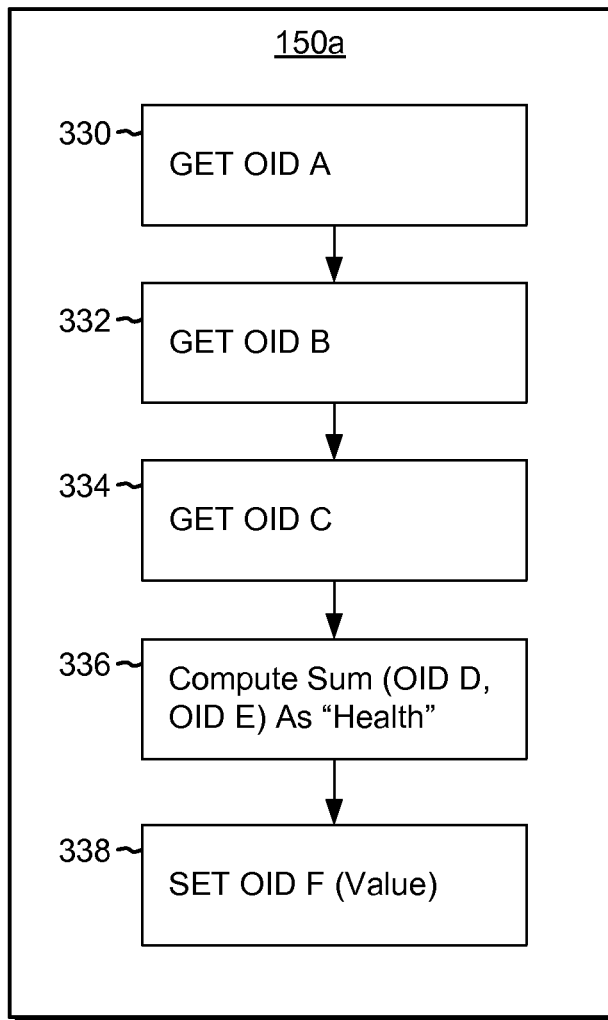 150a
330
GET OID A
332
GET OID B
334
GET OID C
336
Compute Sum (OID D,
OID E) As “Health”
338
SET OID F (Value)